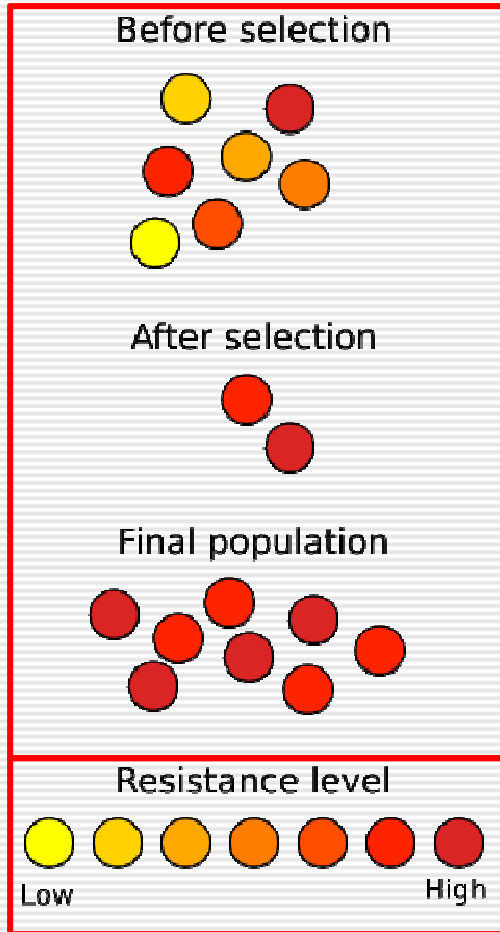 Before selection
After selection
Final population
Resistance level
Low
High